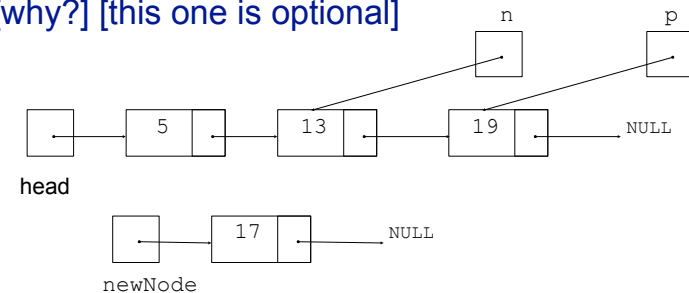 [why?] [this one is optional]
n p
5 13 19 NULL
head
17 NULL
newNode